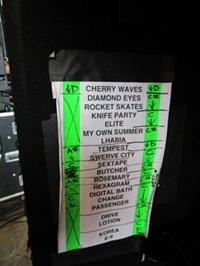 CHERRY WAVES
DIAMOND EYES
ROCKET SKATES
KNIFE PARTY
ELITE
MY OWN SUMMER
LHABIA
TEMPEST
SWERVE CITY
SEXTAPE
BUTCHER
ROSEMARY
HEXAGRAM
DIGITAL BATH
CHANGE
PASSENGER
DRIVE
LOTION
KOREA
E-S